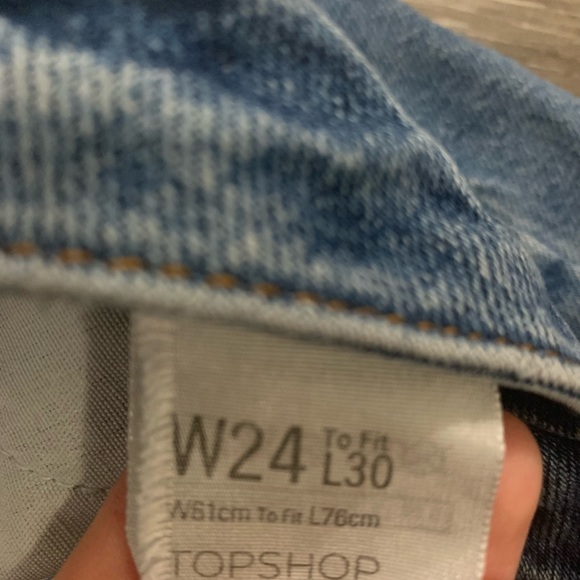 W24 To Fit L30
W61cm To Fit L76cm
TOPSHOP